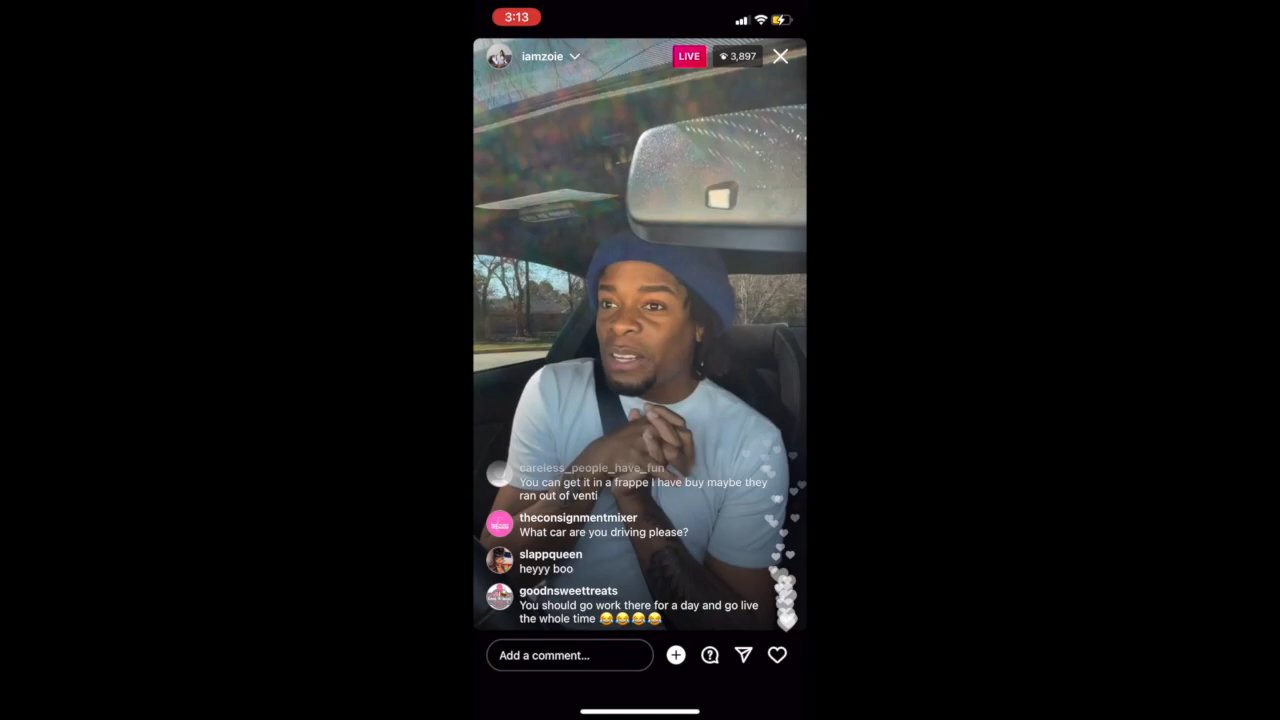 3:13
iamzoie
LIVE
3,897
careless_people_have_fun
You can get it in a frappe I have buy maybe they
ran out of venti
theconsignmentmixer
What car are you driving please?
slappqueen
heyyy boo
goodnsweettreats
You should go work there for a day and go live
the whole time 😂😂😂😂
Add a comment...